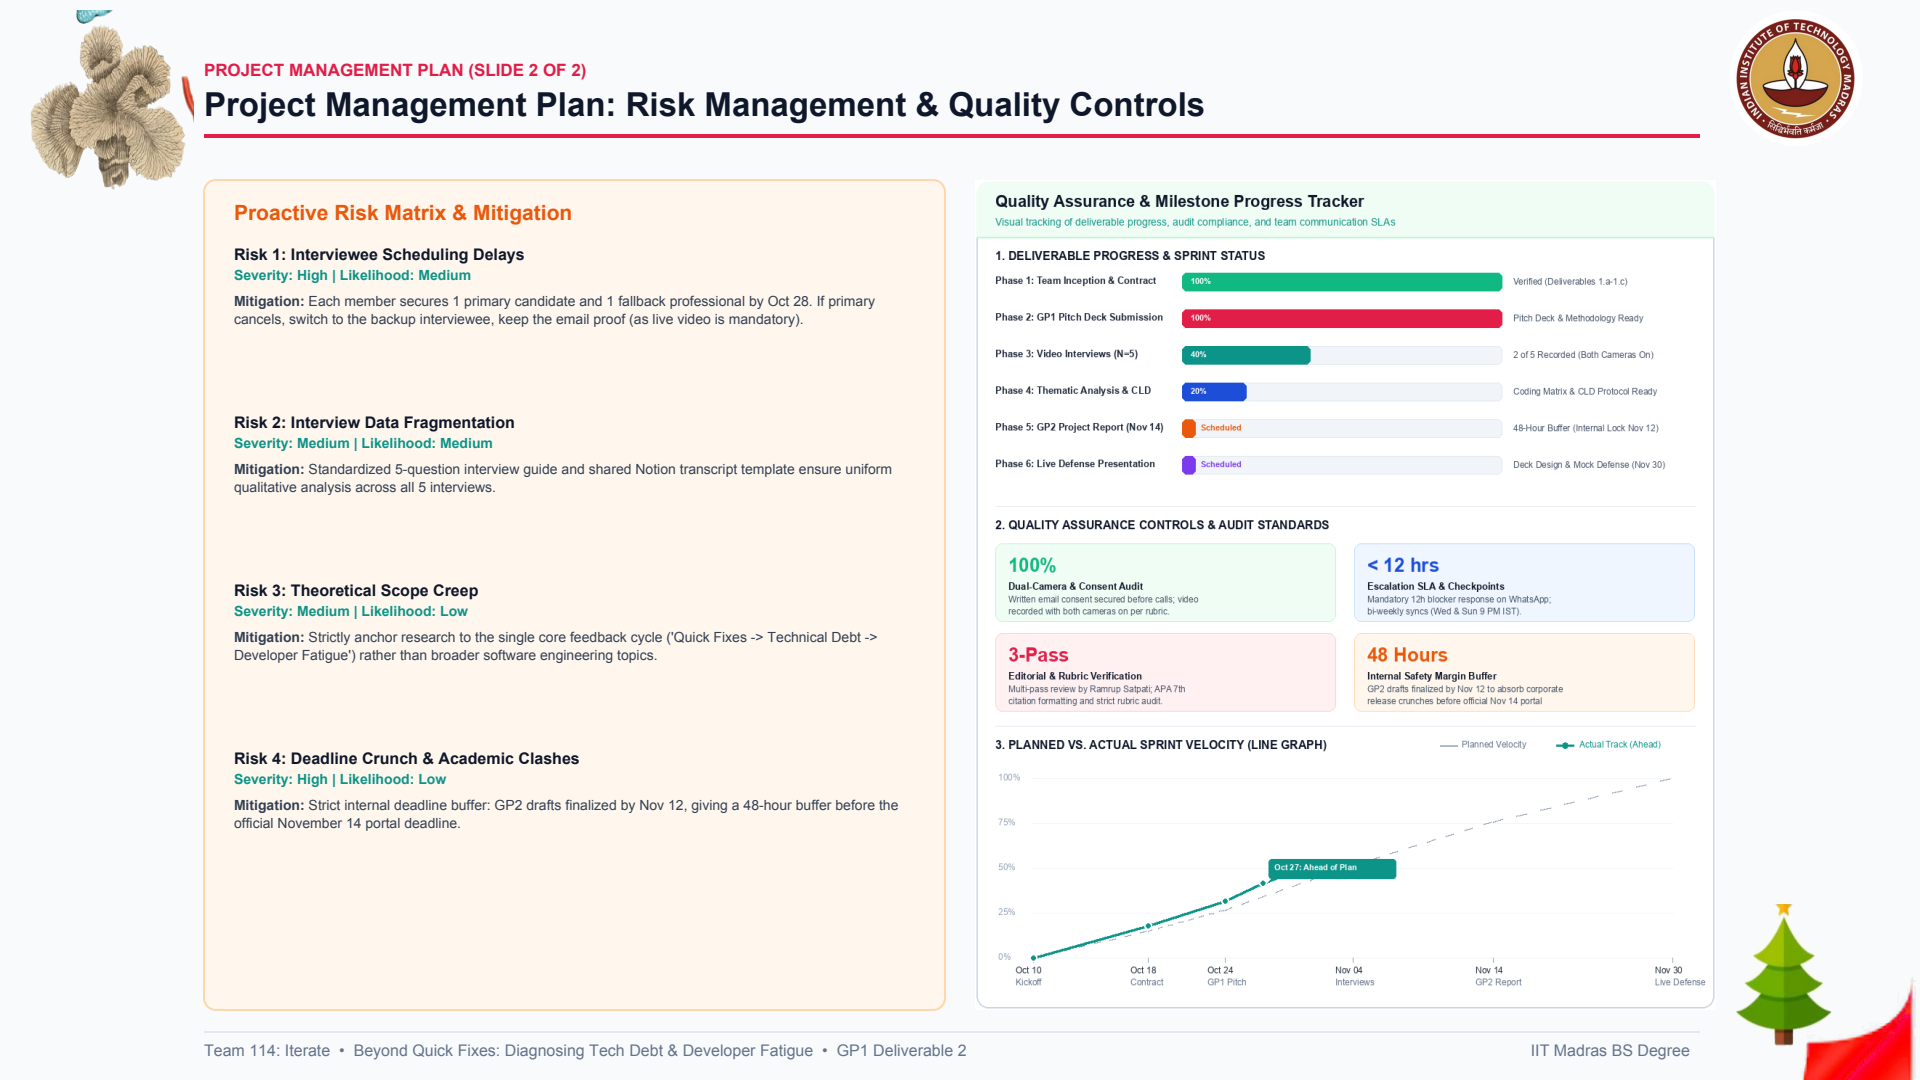 PROJECT MANAGEMENT PLAN (SLIDE 2 OF 2)
Project Management Plan: Risk Management & Quality Controls
INDIAN INSTITUTE OF TECHNOLOGY MADRAS
सिद्धिर्भवति कर्मजा
Proactive Risk Matrix & Mitigation
Risk 1: Interviewee Scheduling Delays
Severity: High | Likelihood: Medium
Mitigation: Each member secures 1 primary candidate and 1 fallback professional by Oct 28. If primary
cancels, switch to the backup interviewee, keep the email proof (as live video is mandatory).
Risk 2: Interview Data Fragmentation
Severity: Medium | Likelihood: Medium
Mitigation: Standardized 5-question interview guide and shared Notion transcript template ensure uniform
qualitative analysis across all 5 interviews.
Risk 3: Theoretical Scope Creep
Severity: Medium | Likelihood: Low
Mitigation: Strictly anchor research to the single core feedback cycle ('Quick Fixes -> Technical Debt ->
Developer Fatigue') rather than broader software engineering topics.
Risk 4: Deadline Crunch & Academic Clashes
Severity: High | Likelihood: Low
Mitigation: Strict internal deadline buffer: GP2 drafts finalized by Nov 12, giving a 48-hour buffer before the
official November 14 portal deadline.
Quality Assurance & Milestone Progress Tracker
Visual tracking of deliverable progress, audit compliance, and team communication SLAs
1. DELIVERABLE PROGRESS & SPRINT STATUS
Phase 1: Team Inception & Contract 100% Verified (Deliverables 1.a-1.c)
Phase 2: GP1 Pitch Deck Submission 100% Pitch Deck & Methodology Ready
Phase 3: Video Interviews (N=5) 40% 2 of 5 Recorded (Both Cameras On)
Phase 4: Thematic Analysis & CLD 20% Coding Matrix & CLD Protocol Ready
Phase 5: GP2 Project Report (Nov 14) Scheduled 48-Hour Buffer (Internal Lock Nov 12)
Phase 6: Live Defense Presentation Scheduled Deck Design & Mock Defense (Nov 30)
2. QUALITY ASSURANCE CONTROLS & AUDIT STANDARDS
100%
Dual-Camera & Consent Audit
Written email consent secured before calls; video
recorded with both cameras on per rubric.
< 12 hrs
Escalation SLA & Checkpoints
Mandatory 12h blocker response on WhatsApp;
bi-weekly syncs (Wed & Sun 9 PM IST).
3-Pass
Editorial & Rubric Verification
Multi-pass review by Ramrup Satpati; APA 7th
citation formatting and strict rubric audit.
48 Hours
Internal Safety Margin Buffer
GP2 drafts finalized by Nov 12 to absorb corporate
release crunches before official Nov 14 portal
3. PLANNED VS. ACTUAL SPRINT VELOCITY (LINE GRAPH)
Planned Velocity Actual Track (Ahead)
100%
75%
50%
25%
0%
Oct 27: Ahead of Plan
Oct 10 Oct 18 Oct 24 Nov 04 Nov 14 Nov 30
Kickoff Contract GP1 Pitch Interviews GP2 Report Live Defense
Team 114: Iterate • Beyond Quick Fixes: Diagnosing Tech Debt & Developer Fatigue • GP1 Deliverable 2
IIT Madras BS Degree